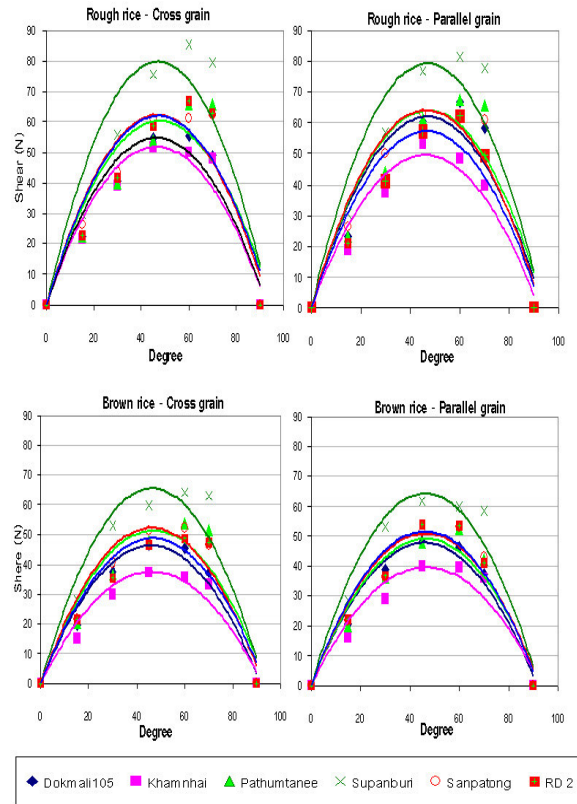 Rough rice - Cross grain
Rough rice - Parallel grain
Shear (N)
90
80
70
60
50
40
30
20
10
0
0 20 40 60 80 100
Degree
90
80
70
60
50
40
30
20
10
0
0 20 40 60 80 100
Degree
Brown rice - Cross grain
Brown rice - Parallel grain
Share (N)
90
80
70
60
50
40
30
20
10
0
0 20 40 60 80 100
Degree
Shere (N)
90
80
70
60
50
40
30
20
10
0
0 20 40 60 80 100
Degree
Dokmali105 Khamnhai Pathumtanee Supanburi Sanpatong RD 2